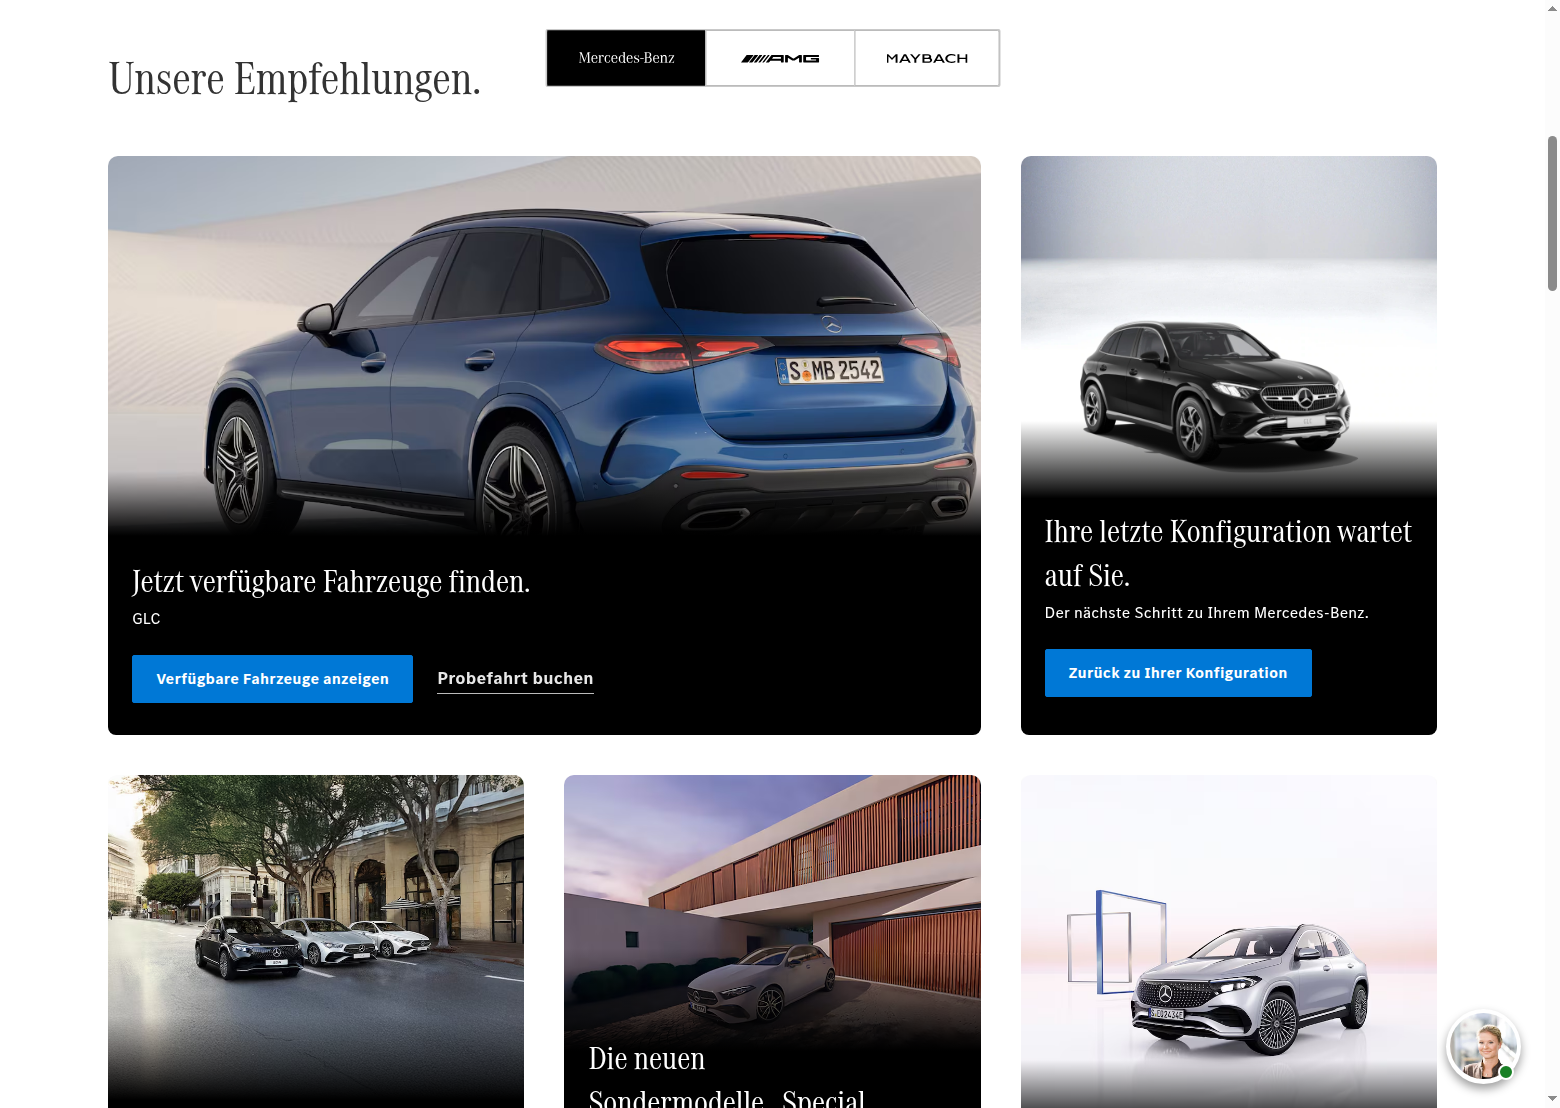 Unsere Empfehlungen.
Mercedes-Benz
AMG
MAYBACH
S MB 2542
Jetzt verfügbare Fahrzeuge finden.
GLC
Verfügbare Fahrzeuge anzeigen
Probefahrt buchen
Ihre letzte Konfiguration wartet
auf Sie.
Der nächste Schritt zu Ihrem Mercedes-Benz.
Zurück zu Ihrer Konfiguration
Die neuen
Sondermodelle „Special